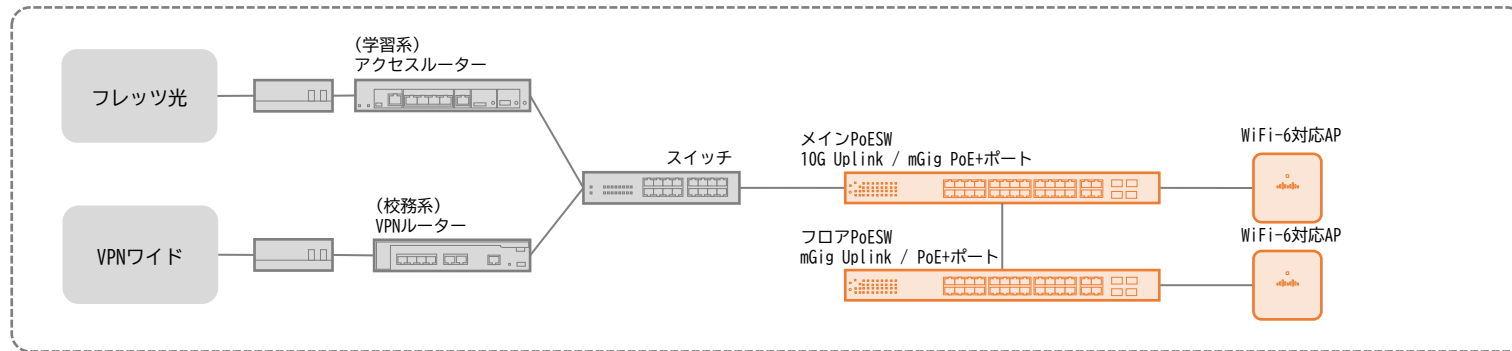 フレッツ光
(学習系)
アクセスルーター
VPNワイド
(校務系)
VPNルーター
スイッチ
メインPoESW
10G Uplink / mGig PoE+ポート
フロアPoESW
mGig Uplink / PoE+ポート
WiFi-6対応AP
WiFi-6対応AP